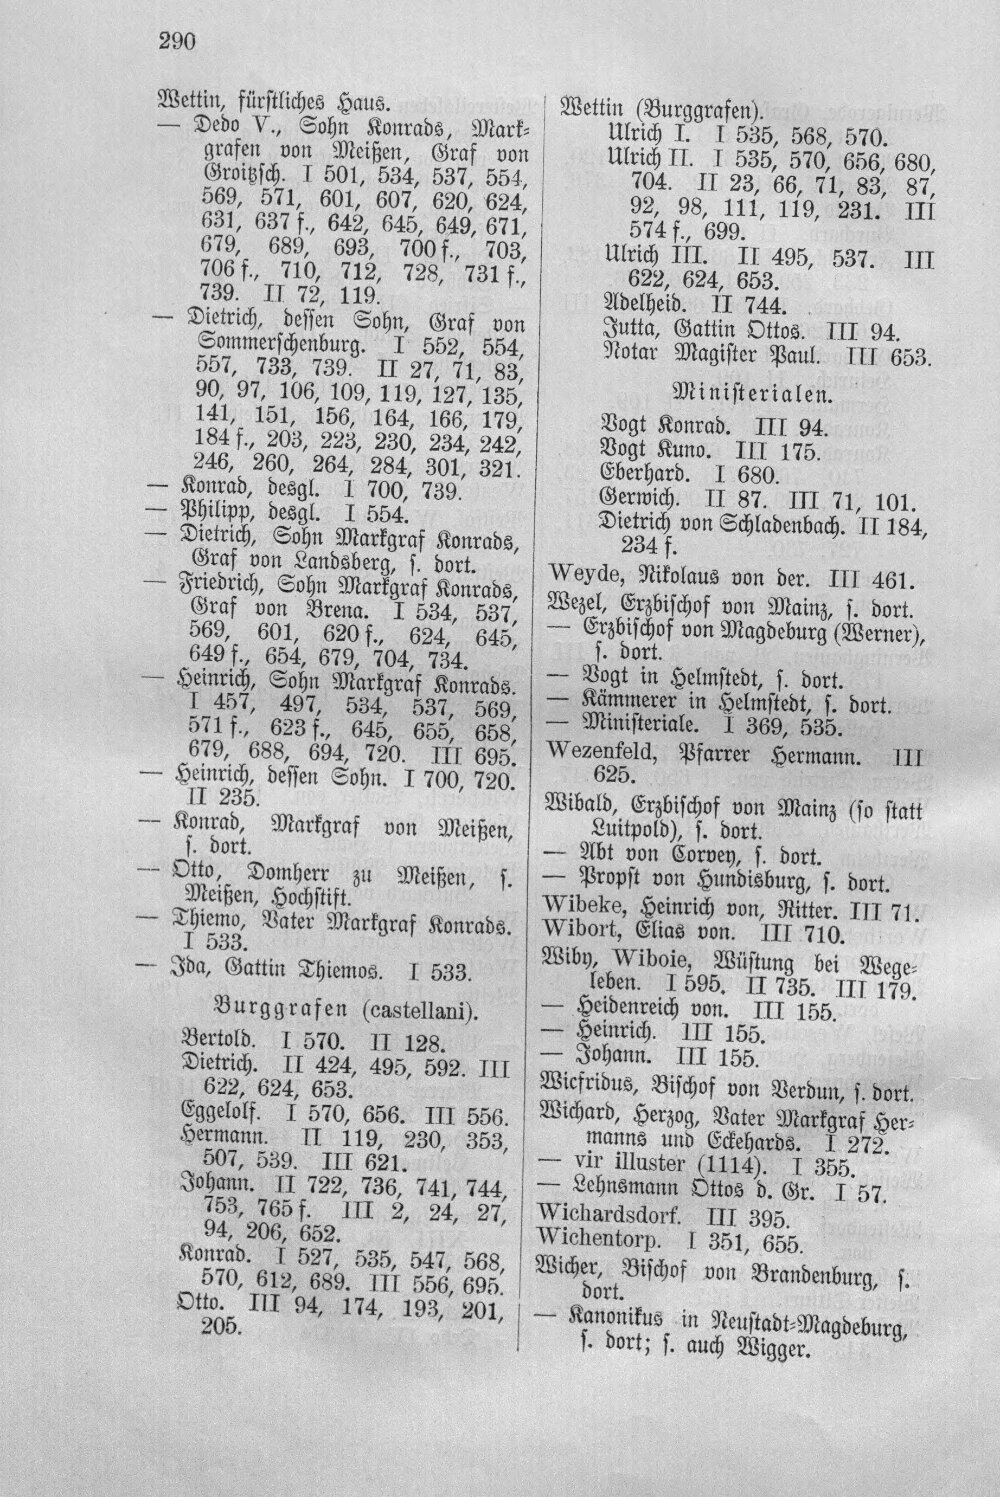 290
Wettin, fürstliches Haus.
— Dedo V., Sohn Konrads, Mark-
grafen von Meißen, Graf von
Groitzsch. I 501, 534, 537, 554,
569, 571, 601, 607, 620, 624,
631, 637 f., 642, 645, 649, 671,
679, 689, 693, 700 f., 703,
706 f., 710, 712, 728, 731 f.,
739. II 72, 119.
— Dietrich, dessen Sohn, Graf von
Sommerschenburg. I 552, 554,
557, 733, 739. II 27, 71, 83,
90, 97, 106, 109, 119, 127, 135,
141, 151, 156, 164, 166, 179,
184 f., 203, 223, 230, 234, 242,
246, 260, 264, 284, 301, 321.
— Konrad, desgl. I 700, 739.
— Philipp, desgl. I 554.
— Dietrich, Sohn Markgraf Konrads,
Graf von Landsberg, s. dort.
— Friedrich, Sohn Markgraf Konrads,
Graf von Brena. I 534, 537,
569, 601, 620 f., 624, 645,
649 f., 654, 679, 704, 734.
— Heinrich, Sohn Markgraf Konrads.
I 457, 497, 534, 537, 569,
571 f., 623 f., 645, 655, 658,
679, 688, 694, 720. III 695.
— Heinrich, dessen Sohn. I 700, 720.
II 235.
— Konrad, Markgraf von Meißen,
s. dort.
— Otto, Domherr zu Meißen, s.
Meißen, Hochstift.
— Thiemo, Vater Markgraf Konrads.
I 533.
— Ida, Gattin Thiemos. I 533.
Burggrafen (castellani).
Bertold. I 570. II 128.
Dietrich. II 424, 495, 592. III
622, 624, 653.
Eggelolf. I 570, 656. III 556.
Hermann. II 119, 230, 353,
507, 539. III 621.
Johann. II 722, 736, 741, 744,
753, 765 f. III 2, 24, 27,
94, 206, 652.
Konrad. I 527, 535, 547, 568,
570, 612, 689. III 556, 695.
Otto. III 94, 174, 193, 201,
205.
Wettin (Burggrafen).
Ulrich I. I 535, 568, 570.
Ulrich II. I 535, 570, 656, 680,
704. II 23, 66, 71, 83, 87,
92, 98, 111, 119, 231. III
574 f., 699.
Ulrich III. II 495, 537. III
622, 624, 653.
Adelheid. II 744.
Jutta, Gattin Ottos. III 94.
Notar Magister Paul. III 653.
Ministerialen.
Vogt Konrad. III 94.
Vogt Kuno. III 175.
Eberhard. I 680.
Gerwich. II 87. III 71, 101.
Dietrich von Schladenbach. II 184,
234 f.
Weyde, Nikolaus von der. III 461.
Wezel, Erzbischof von Mainz, s. dort.
— Erzbischof von Magdeburg (Werner),
s. dort.
— Vogt in Helmstedt, s. dort.
— Kämmerer in Helmstedt, s. dort.
— Ministeriale. I 369, 535.
Wezenfeld, Pfarrer Hermann. III
625.
Wibald, Erzbischof von Mainz (so statt
Luitpold), s. dort.
— Abt von Corvey, s. dort.
— Propst von Hundisburg, s. dort.
Wibeke, Heinrich von, Ritter. III 71.
Wibort, Elias von. III 710.
Wiby, Wiboie, Wüstung bei Wege-
leben. I 595. II 735. III 179.
— Heidenreich von. III 155.
— Heinrich. III 155.
— Johann. III 155.
Wicfridus, Bischof von Verdun, s. dort.
Wichard, Herzog, Vater Markgraf Her-
manns und Eckehards. I 272.
— vir illuster (1114). I 355.
— Lehnsmann Ottos d. Gr. I 57.
Wichardsdorf. III 395.
Wichentorp. I 351, 655.
Wicher, Bischof von Brandenburg, s.
dort.
— Kanonikus in Neustadt-Magdeburg,
s. dort; s. auch Wigger.